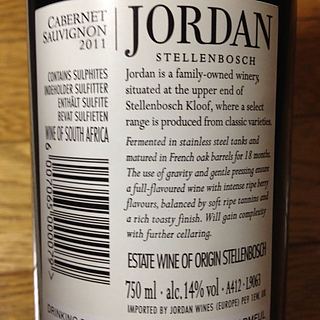 CABERNET
SAUVIGNON
2011
CONTAINS SULPHITES
INDEHOLDER SULFITTER
ENTHÄLT SULFITE
BEVAT SULFIETEN
WINE OF SOUTH AFRICA
JORDAN
STELLENBOSCH
Jordan is a family-owned winery,
situated at the upper end of
Stellenbosch Kloof, where a select
range is produced from classic varieties.
Fermented in stainless steel tanks and
matured in French oak barrels for 18 months.
The use of gravity and gentle pressing ensure
a full-flavoured wine with intense ripe berry
flavours, balanced by soft ripe tannins and
a rich toasty finish. Will gain complexity
with further cellaring.
ESTATE WINE OF ORIGIN STELLENBOSCH
750 ml · alc. 14% vol · A412 · L9063
IMPORTED BY JORDAN WINES (EUROPE) PER
DRINKING